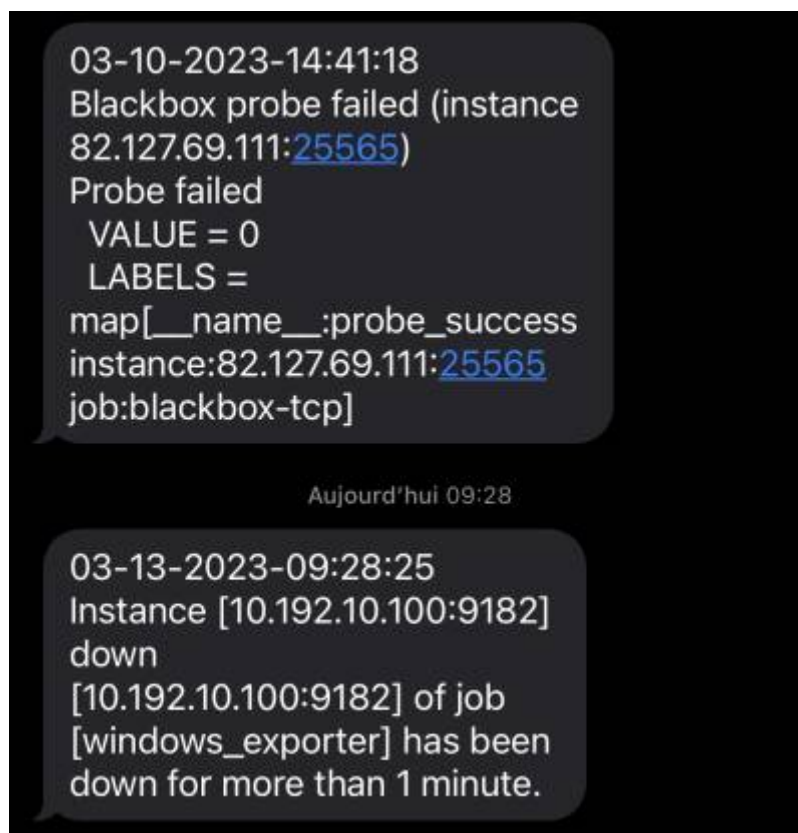 03-10-2023-14:41:18
Blackbox probe failed (instance
82.127.69.111:25565)
Probe failed
VALUE = 0
LABELS =
map[__name__:probe_success
instance:82.127.69.111:25565
job:blackbox-tcp]
Aujourd'hui 09:28
03-13-2023-09:28:25
Instance [10.192.10.100:9182]
down
[10.192.10.100:9182] of job
[windows_exporter] has been
down for more than 1 minute.